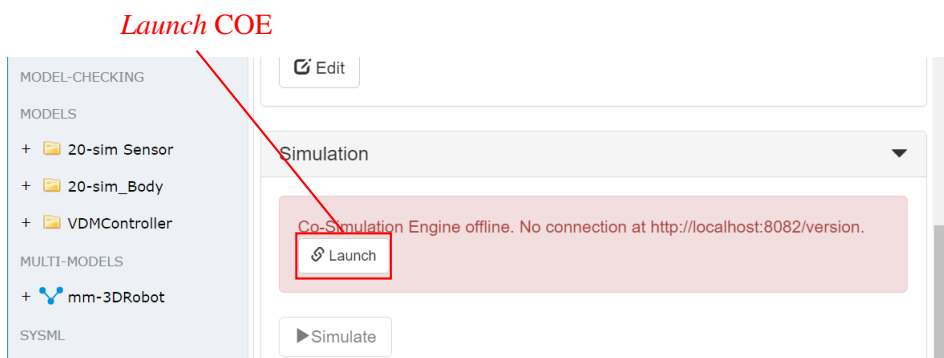 Launch COE
MODEL-CHECKING
MODELS
+ 20-sim Sensor
+ 20-sim_Body
+ VDMController
MULTI-MODELS
+ mm-3DRobot
SYSML
Edit
Simulation
Co-Simulation Engine offline. No connection at http://localhost:8082/version.
Launch
Simulate